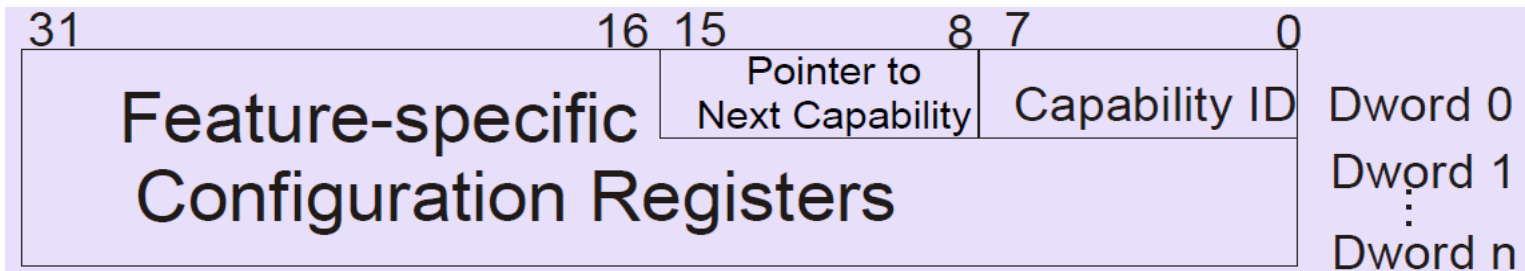 31 16 15 8 7 0
Pointer to
Next Capability
Capability ID
Dword 0
Feature-specific
Configuration Registers
Dword 1
⋮
Dword n